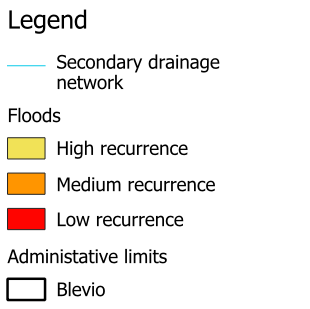 Legend
Secondary drainage
network
Floods
High recurrence
Medium recurrence
Low recurrence
Administative limits
Blevio